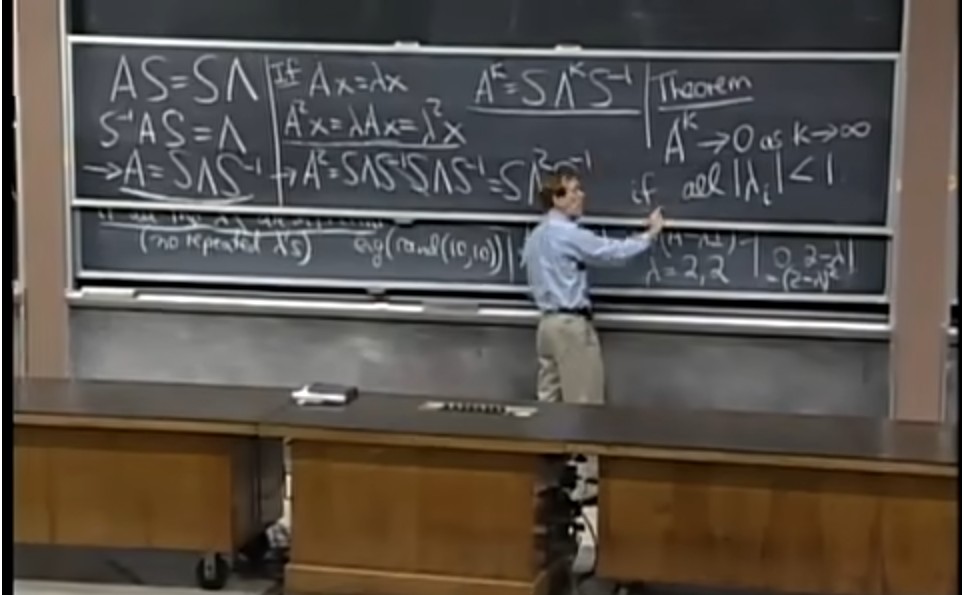 AS = SΛ
S⁻¹AS = Λ
→ A = SΛS⁻¹
If Ax = λx
A²x = λAx = λ²x
→ A² = SΛS⁻¹SΛS⁻¹ = SΛ²S⁻¹
Aᴷ = SΛᴷS⁻¹
Theorem
Aᴷ → 0 as K → ∞
if all |λᵢ| < 1
(no repeated λ's)
eig(rand(10,10))
λ = 2, 2
0 2-λ|
(2-λ)²